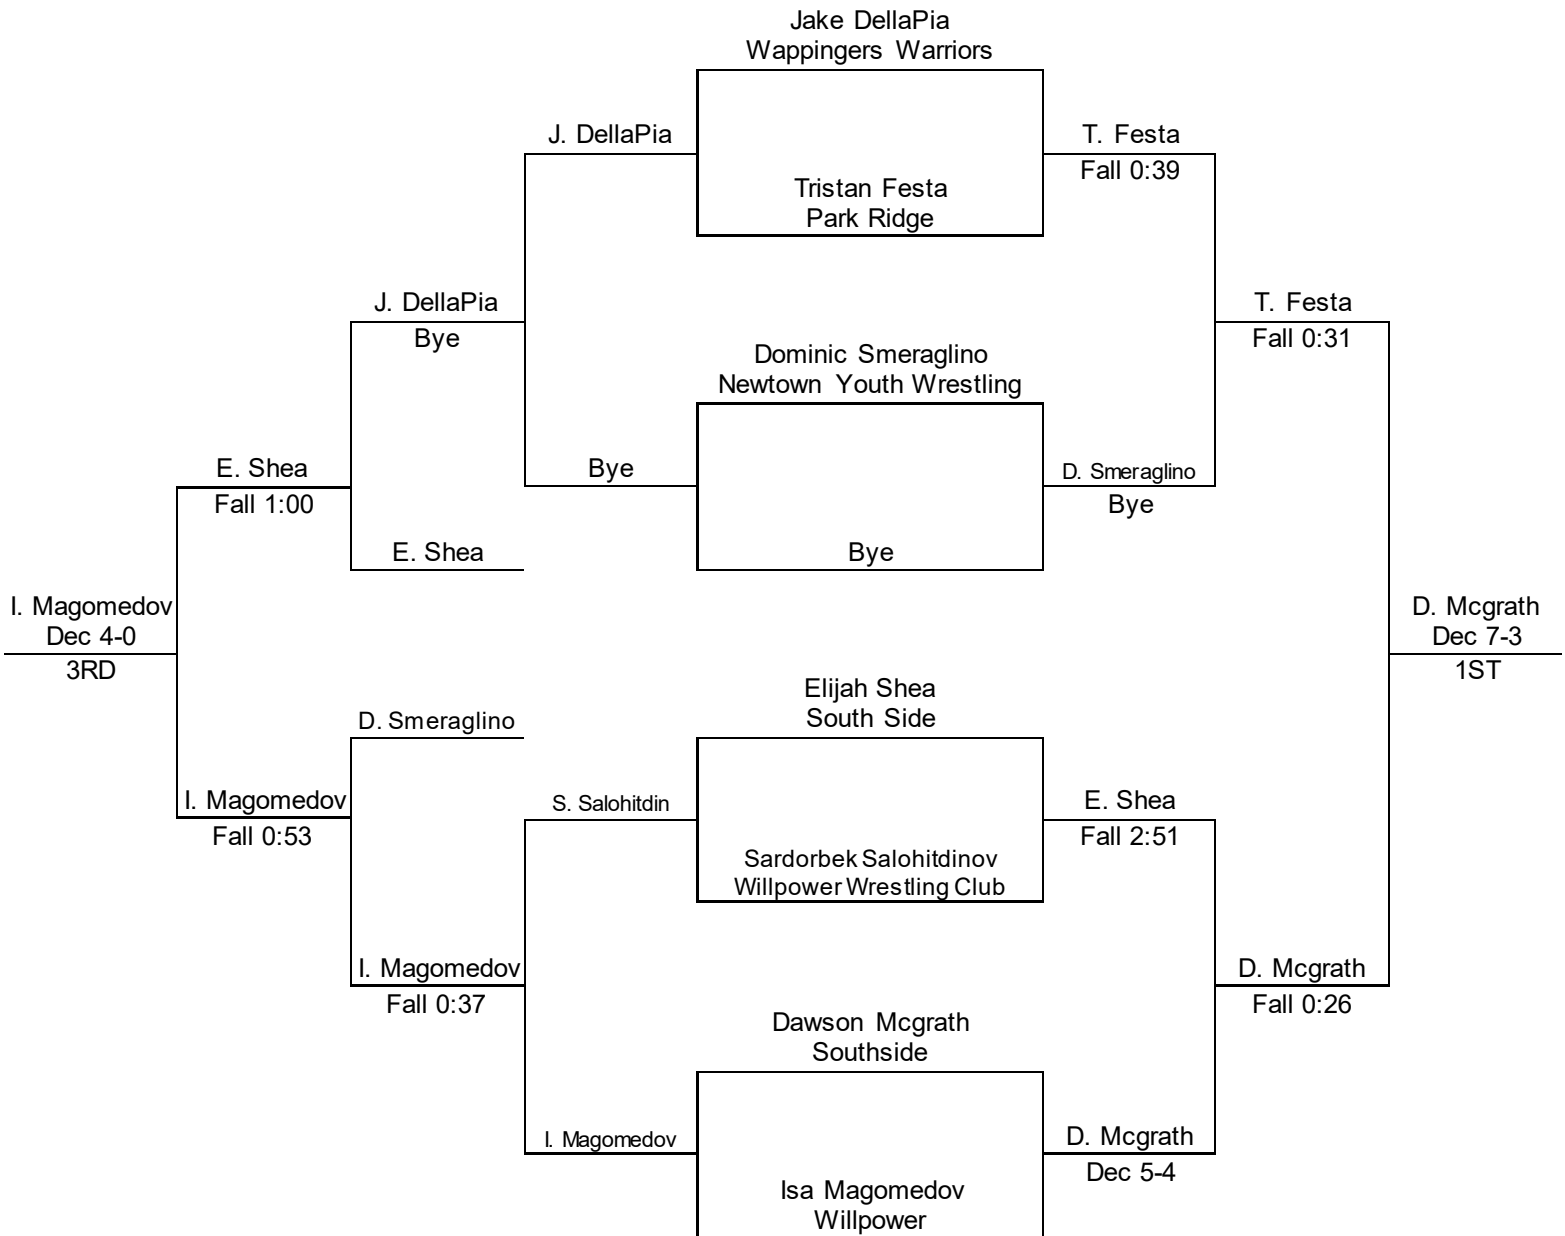 Jake DellaPia
Wappingers Warriors
J. DellaPia
T. Festa
Fall 0:39
Tristan Festa
Park Ridge
J. DellaPia
Bye
T. Festa
Fall 0:31
Dominic Smeraglino
Newtown Youth Wrestling
E. Shea
Fall 1:00
Bye
D. Smeraglino
Bye
E. Shea
Bye
I. Magomedov
Dec 4-0
3RD
D. Mcgrath
Dec 7-3
1ST
Elijah Shea
South Side
D. Smeraglino
I. Magomedov
Fall 0:53
S. Salohitdin
E. Shea
Fall 2:51
Sardorbek Salohitdinov
Willpower Wrestling Club
I. Magomedov
Fall 0:37
D. Mcgrath
Fall 0:26
Dawson Mcgrath
Southside
I. Magomedov
D. Mcgrath
Dec 5-4
Isa Magomedov
Willpower